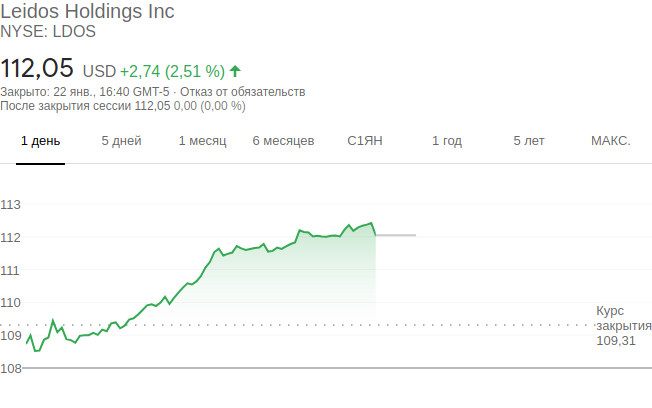 Leidos Holdings Inc
NYSE: LDOS
112,05 USD +2,74 (2,51 %)
Закрыто: 22 янв., 16:40 GMT-5 · Отказ от обязательств
После закрытия сессии 112,05 0,00 (0,00 %)
1 день 5 дней 1 месяц 6 месяцев С1ЯН 1 год 5 лет МАКС.
113
112
111
110
109
108
Курс
закрытия
109,31